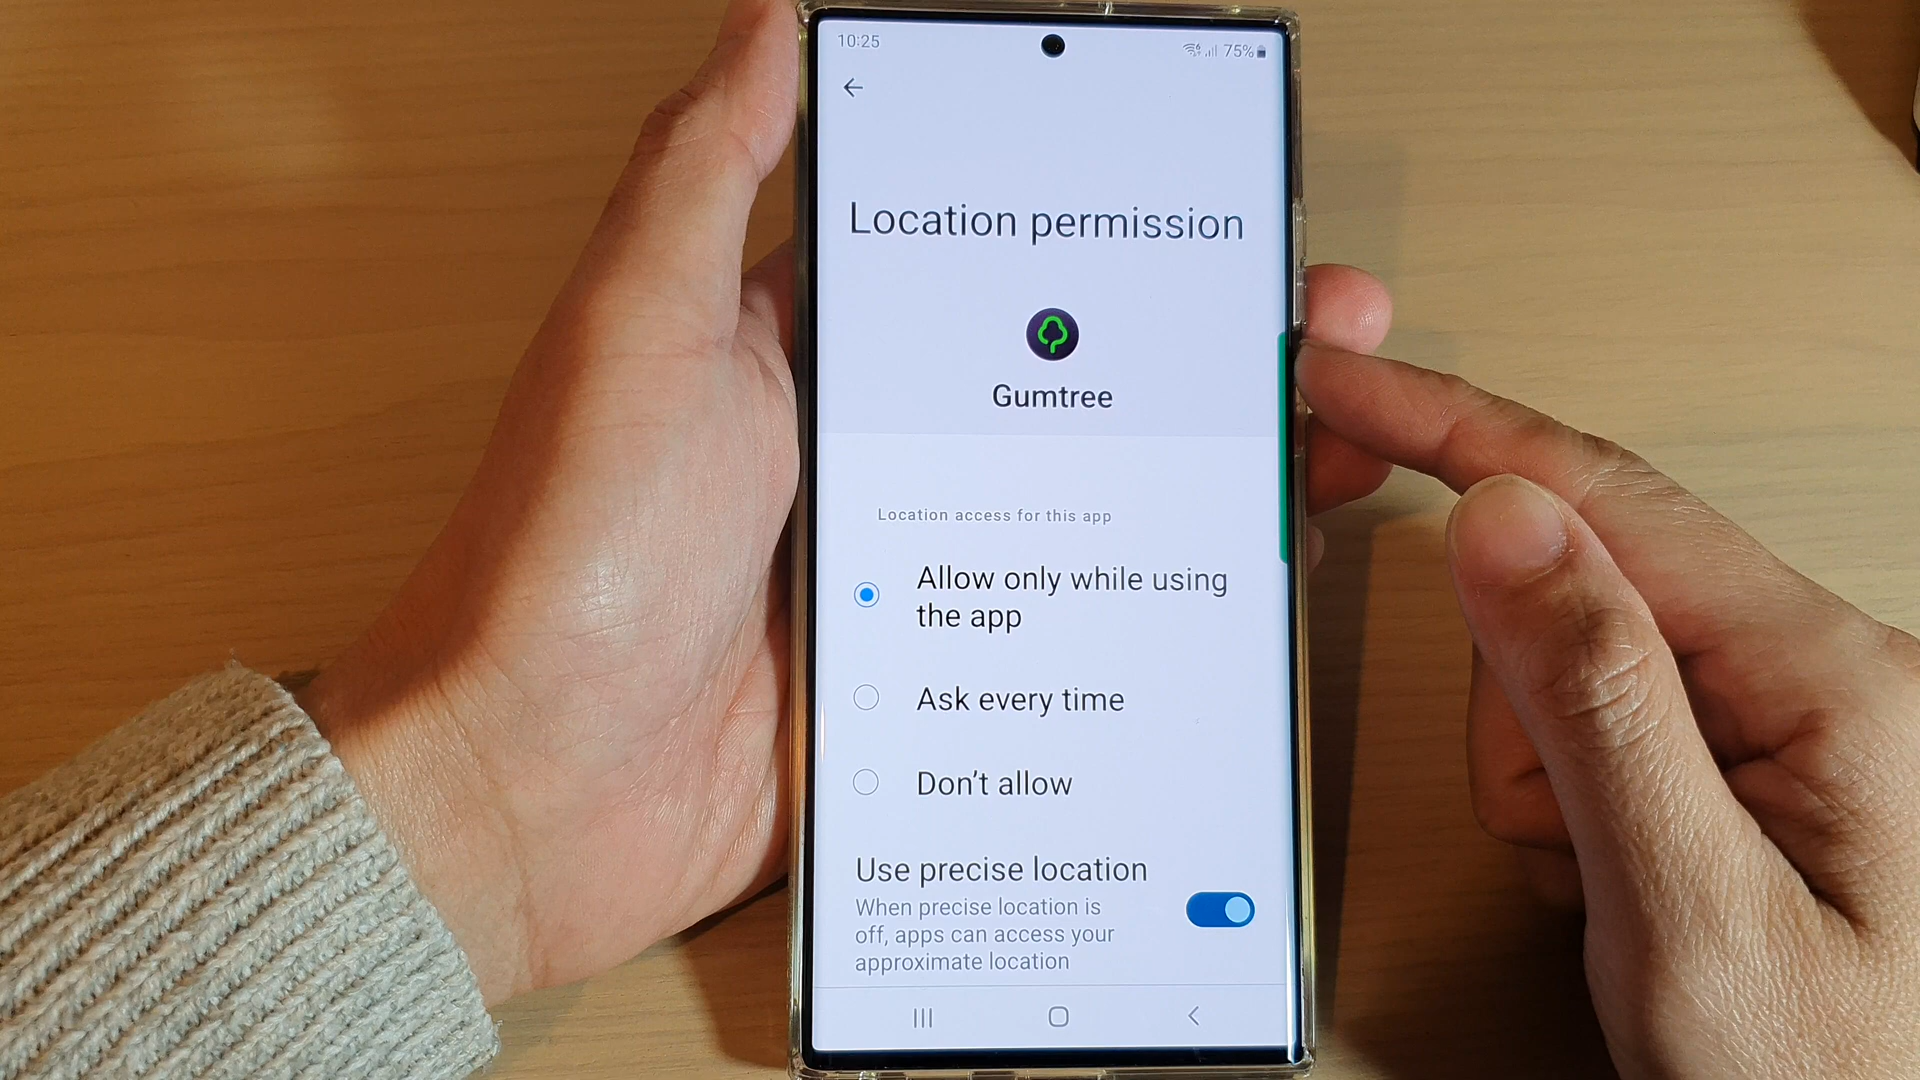 10:25
75%
Location permission
Gumtree
Location access for this app
Allow only while using
the app
Ask every time
Don’t allow
Use precise location
When precise location is
off, apps can access your
approximate location